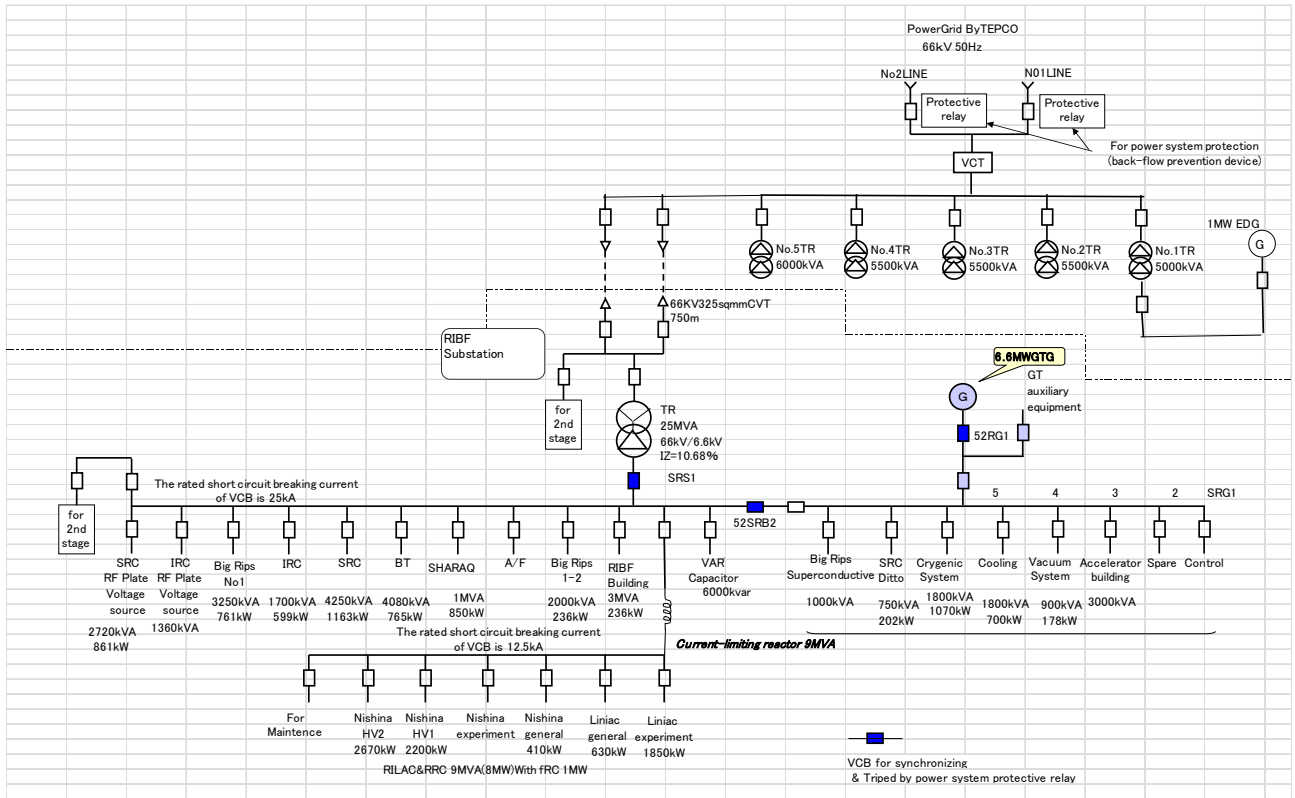 PowerGrid ByTEPCO
66kV 50Hz
No2LINE
N01LINE
Protective
relay
Protective
relay
For power system protection
(back-flow prevention device)
VCT
1MW EDG
G
No.5TR
6000kVA
No.4TR
5500kVA
No.3TR
5500kVA
No.2TR
5500kVA
No.1TR
5000kVA
66KV325sqmmCVT
750m
RIBF
Substation
6.6MWGTG
GT
auxiliary
equipment
G
for
2nd
stage
TR
25MVA
66kV/6.6kV
IZ=10.68%
52RG1
SRS1
The rated short circuit breaking current
of VCB is 25kA
5
4
3
2
SRG1
for
2nd
stage
52SRB2
SRC
RF Plate
Voltage
source
2720kVA
861kW
IRC
RF Plate
Voltage
source
1360kVA
Big Rips
No1
3250kVA
761kW
IRC
1700kVA
599kW
SRC
4250kVA
1163kW
BT
4080kVA
765kW
SHARAQ
1MVA
850kW
A/F
Big Rips
1-2
2000kVA
236kW
RIBF
Building
3MVA
236kW
VAR
Capacitor
6000kvar
Big Rips
Superconductive
1000kVA
SRC
Ditto
750kVA
202kW
Crygenic
System
1800kVA
1070kW
Cooling
1800kVA
700kW
Vacuum
System
900kVA
178kW
Accelerator
building
3000kVA
Spare
Control
The rated short circuit breaking current
of VCB is 12.5kA
Current-limiting reactor 9MVA
For
Maintence
Nishina
HV2
2670kW
Nishina
HV1
2200kW
Nishina
experiment
Nishina
general
410kW
Liniac
general
630kW
Liniac
experiment
1850kW
RILAC&RRC 9MVA(8MW)With fRC 1MW
VCB for synchronizing
& Triped by power system protective relay